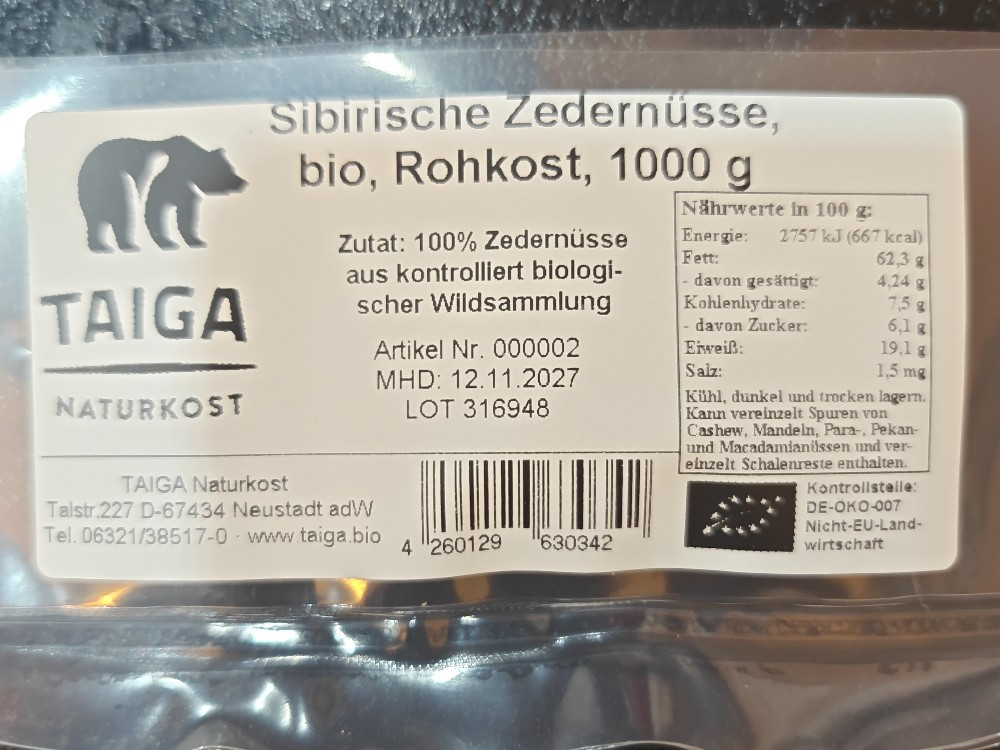 Sibirische Zedernüsse,
bio, Rohkost, 1000 g
TAIGA
NATURKOST
Zutat: 100% Zedernüsse
aus kontrolliert biologi-
scher Wildsammlung
Artikel Nr. 000002
MHD: 12.11.2027
LOT 316948
Nährwerte in 100 g:
Energie: 2757 kJ (667 kcal)
Fett: 62,3 g
- davon gesättigt: 4,24 g
Kohlenhydrate: 7,5 g
- davon Zucker: 6,1 g
Eiweiß: 19,1 g
Salz: 1,5 mg
Kühl, dunkel und trocken lagern.
Kann vereinzelt Spuren von
Cashew, Mandeln, Para-, Pekan-
und Macadamianüssen und ver-
einzelt Schalenreste enthalten.
TAIGA Naturkost
Talstr.227 D-67434 Neustadt adW
Tel. 06321/38517-0 · www.taiga.bio
4 260129 630342
Kontrollstelle:
DE-ÖKO-007
Nicht-EU-Land-
wirtschaft